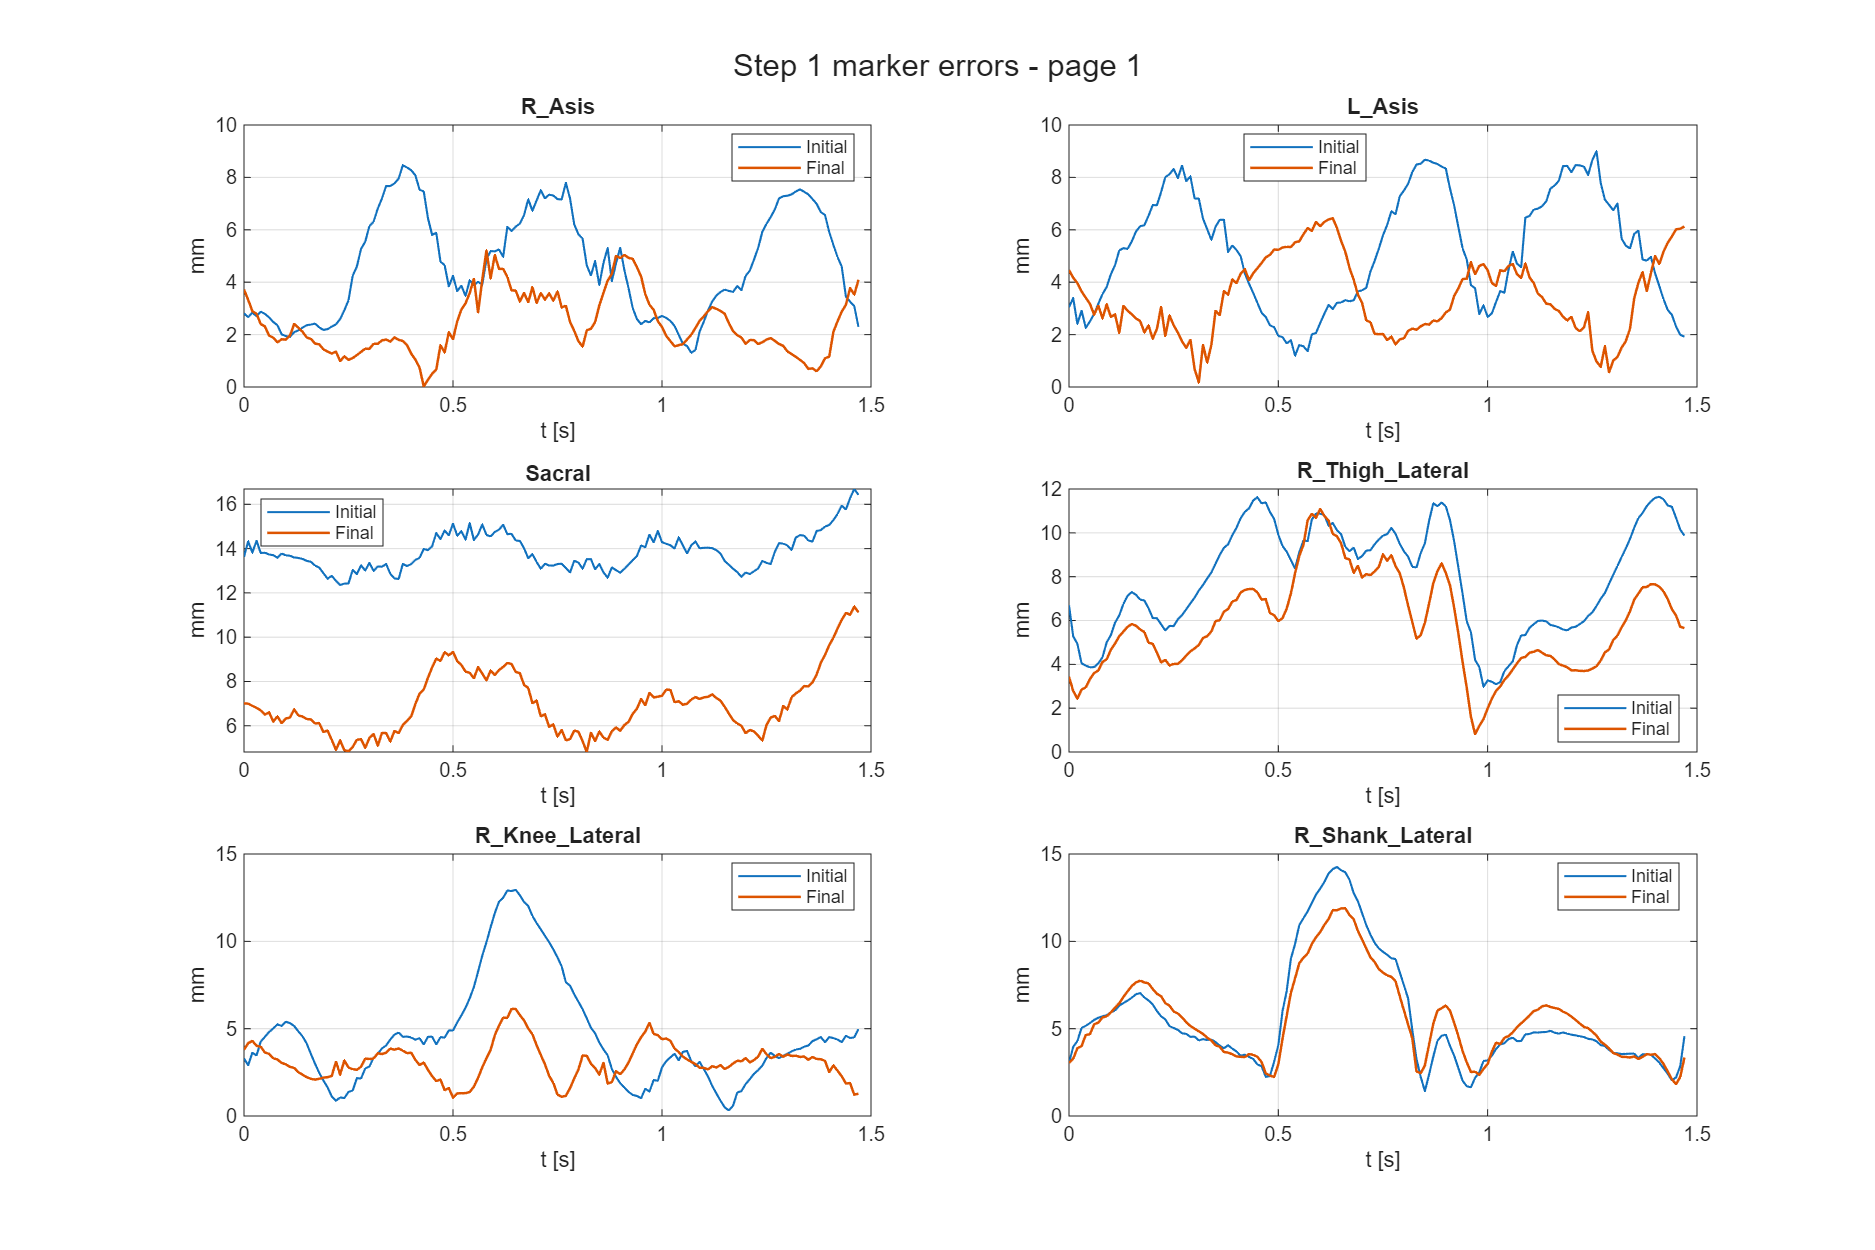 Step 1 marker errors - page 1
R_Asis
10
8
6
4
2
0
mm
Initial
Final
0 0.5 1 1.5
t [s]
L_Asis
10
8
6
4
2
0
mm
Initial
Final
0 0.5 1 1.5
t [s]
Sacral
16
14
12
10
8
6
mm
Initial
Final
0 0.5 1 1.5
t [s]
R_Thigh_Lateral
12
10
8
6
4
2
0
mm
Initial
Final
0 0.5 1 1.5
t [s]
R_Knee_Lateral
15
10
5
0
mm
Initial
Final
0 0.5 1 1.5
t [s]
R_Shank_Lateral
15
10
5
0
mm
Initial
Final
0 0.5 1 1.5
t [s]